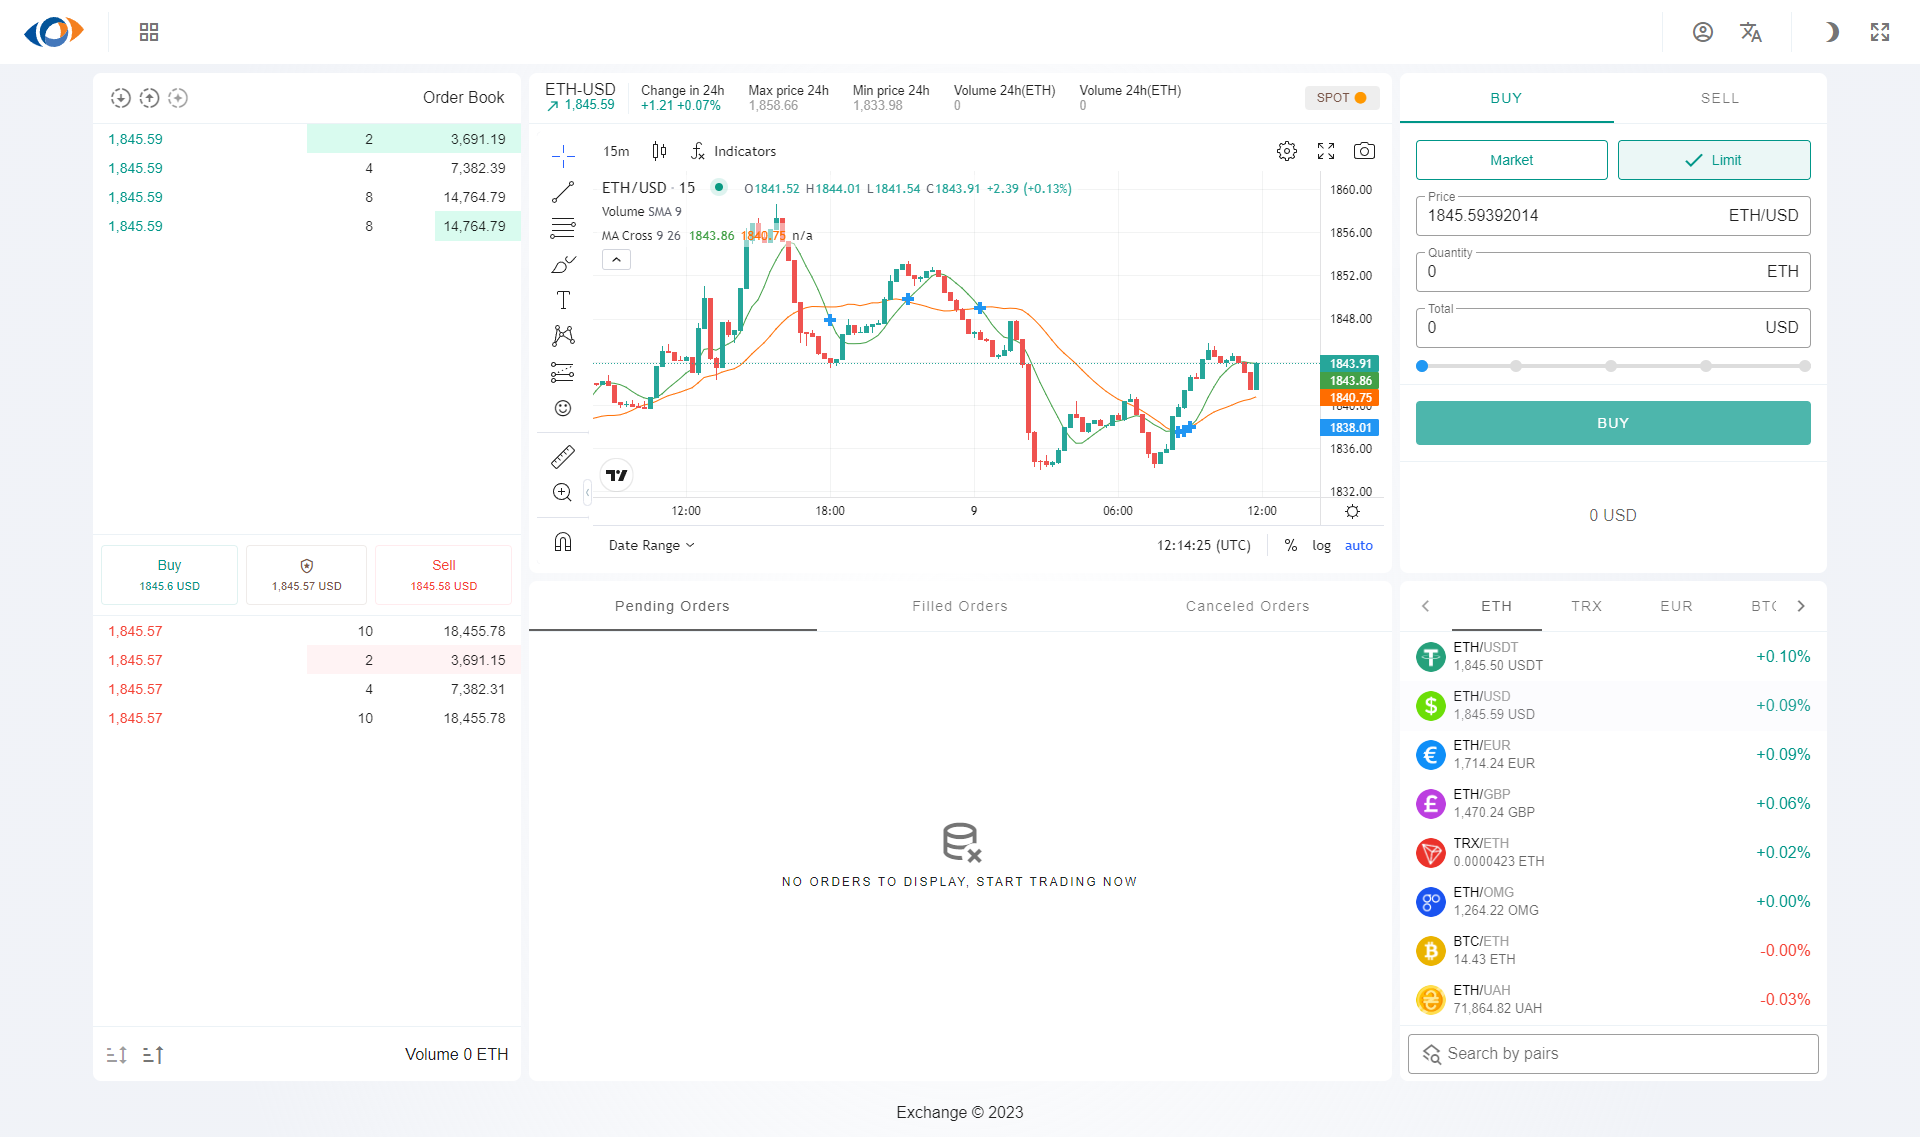 Order Book
1,845.59 2 3,691.19
1,845.59 4 7,382.39
1,845.59 8 14,764.79
1,845.59 8 14,764.79
Buy
1845.6 USD
1,845.57 USD
Sell
1845.58 USD
1,845.57 10 18,455.78
1,845.57 2 3,691.15
1,845.57 4 7,382.31
1,845.57 10 18,455.78
Volume 0 ETH
ETH-USD
1,845.59
Change in 24h
+1.21 +0.07%
Max price 24h
1,858.66
Min price 24h
1,833.98
Volume 24h(ETH)
0
Volume 24h(ETH)
0
SPOT
15m Indicators
ETH/USD · 15 O1841.52 H1844.01 L1841.54 C1843.91 +2.39 (+0.13%)
Volume SMA 9
MA Cross 9 26 1843.86 1840.75 n/a
1860.00
1856.00
1852.00
1848.00
1843.91
1843.86
1840.75
1840.00
1838.01
1836.00
1832.00
12:00 18:00 9 06:00 12:00
Date Range 12:14:25 (UTC) % log auto
Pending Orders Filled Orders Canceled Orders
NO ORDERS TO DISPLAY, START TRADING NOW
BUY SELL
Market Limit
Price
1845.59392014 ETH/USD
Quantity
0 ETH
Total
0 USD
BUY
0 USD
ETH TRX EUR BTC
ETH/USDT
1,845.50 USDT
+0.10%
ETH/USD
1,845.59 USD
+0.09%
ETH/EUR
1,714.24 EUR
+0.09%
ETH/GBP
1,470.24 GBP
+0.06%
TRX/ETH
0.0000423 ETH
+0.02%
ETH/OMG
1,264.22 OMG
+0.00%
BTC/ETH
14.43 ETH
-0.00%
ETH/UAH
71,864.82 UAH
-0.03%
Search by pairs
Exchange © 2023